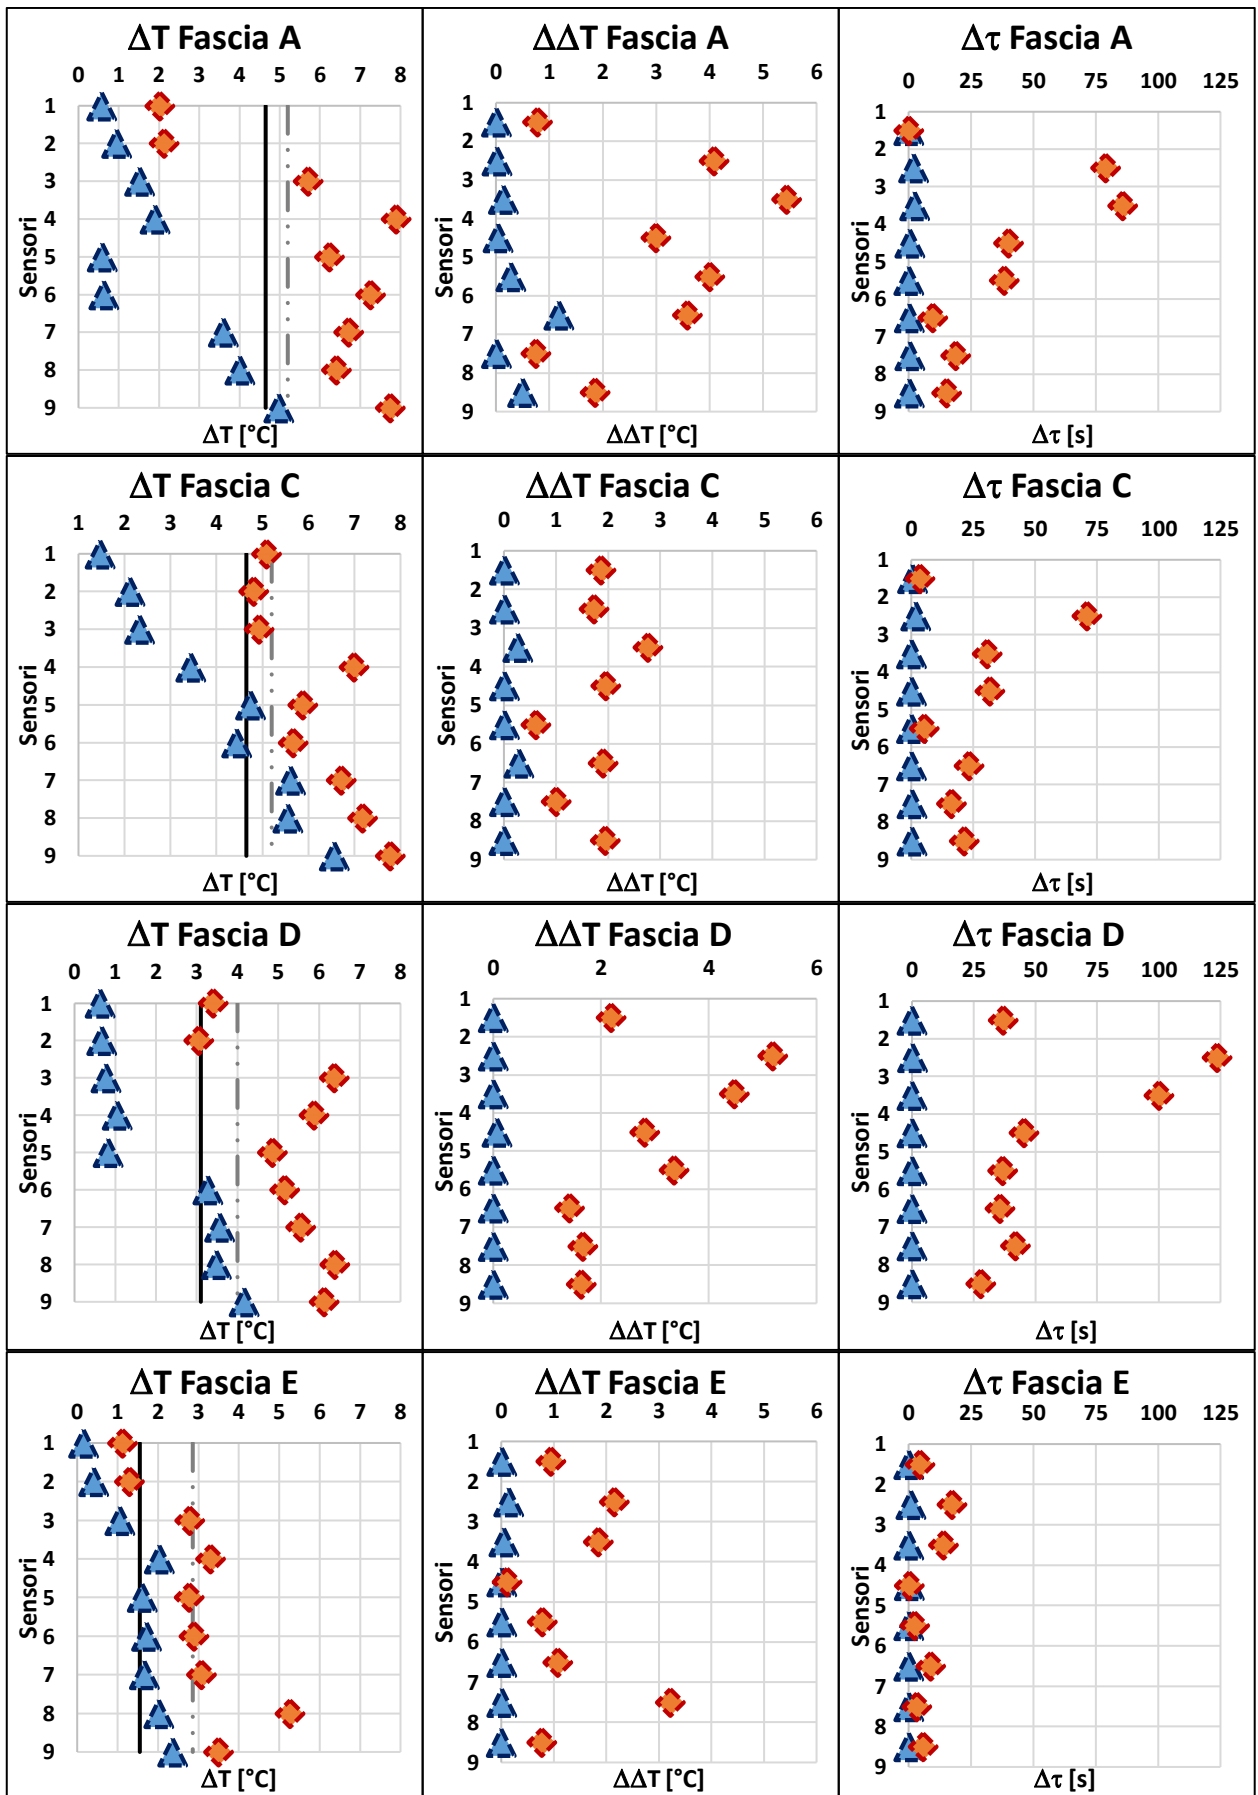 ΔT Fascia A
0 1 2 3 4 5 6 7 8
1
2
3
4
5
6
7
8
9
Sensori
ΔT [°C]
ΔΔT Fascia A
0 1 2 3 4 5 6
1
2
3
4
5
6
7
8
9
Sensori
ΔΔT [°C]
Δτ Fascia A
0 25 50 75 100 125
1
2
3
4
5
6
7
8
9
Sensori
Δτ [s]
ΔT Fascia C
1 2 3 4 5 6 7 8
1
2
3
4
5
6
7
8
9
Sensori
ΔT [°C]
ΔΔT Fascia C
0 1 2 3 4 5 6
1
2
3
4
5
6
7
8
9
Sensori
ΔΔT [°C]
Δτ Fascia C
0 25 50 75 100 125
1
2
3
4
5
6
7
8
9
Sensori
Δτ [s]
ΔT Fascia D
0 1 2 3 4 5 6 7 8
1
2
3
4
5
6
7
8
9
Sensori
ΔT [°C]
ΔΔT Fascia D
0 2 4 6
1
2
3
4
5
6
7
8
9
Sensori
ΔΔT [°C]
Δτ Fascia D
0 25 50 75 100 125
1
2
3
4
5
6
7
8
9
Sensori
Δτ [s]
ΔT Fascia E
0 1 2 3 4 5 6 7 8
1
2
3
4
5
6
7
8
9
Sensori
ΔT [°C]
ΔΔT Fascia E
0 1 2 3 4 5 6
1
2
3
4
5
6
7
8
9
Sensori
ΔΔT [°C]
Δτ Fascia E
0 25 50 75 100 125
1
2
3
4
5
6
7
8
9
Sensori
Δτ [s]